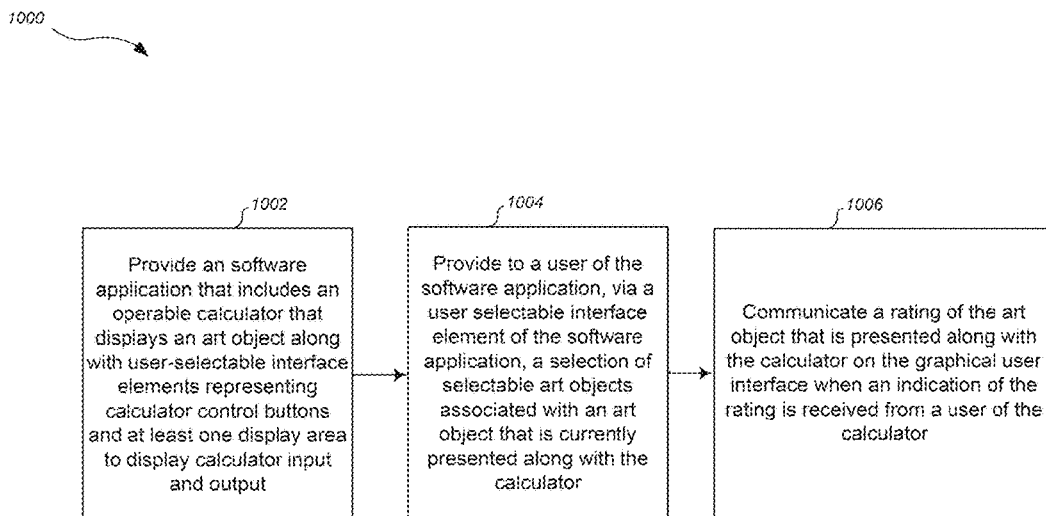 1000
1002
Provide an software
application that includes an
operable calculator that
displays an art object along
with user-selectable interface
elements representing
calculator control buttons
and at least one display area
to display calculator input
and output
1004
Provide to a user of the
software application, via a
user selectable interface
element of the software
application, a selection of
selectable art objects
associated with an art
object that is currently
presented along with the
calculator
1006
Communicate a rating of the art
object that is presented along with
the calculator on the graphical user
interface when an indication of the
rating is received from a user of the
calculator